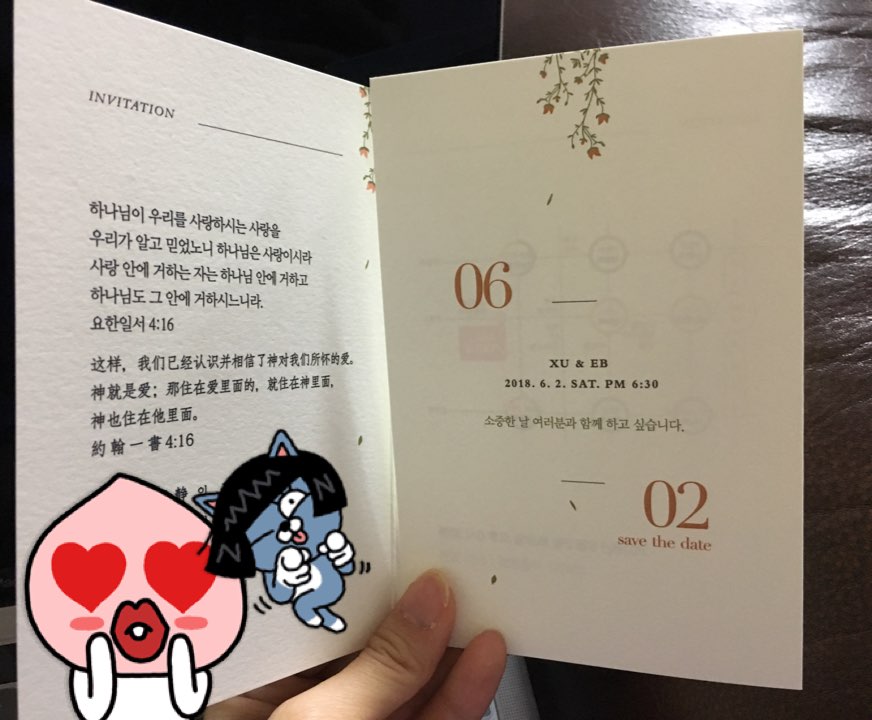 INVITATION
하나님이 우리를 사랑하시는 사랑을
우리가 알고 믿었노니 하나님은 사랑이시라
사랑 안에 거하는 자는 하나님 안에 거하고
하나님도 그 안에 거하시느니라.
요한일서 4:16
这样，我们已经认识并相信了神对我们所怀的爱。
神就是爱；那住在爱里面的，就住在神里面，
神也住在他里面。
約 翰 一 書 4:16
静 의
06
XU & EB
2018. 6. 2. SAT. PM 6:30
소중한 날 여러분과 함께 하고 싶습니다.
02
save the date